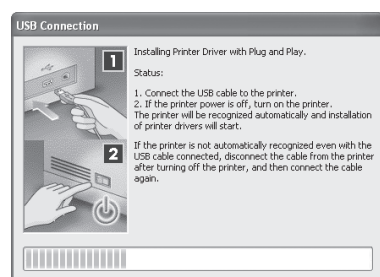 USB Connection
1
2
Installing Printer Driver with Plug and Play.
Status:
1. Connect the USB cable to the printer.
2. If the printer power is off, turn on the printer.
The printer will be recognized automatically and installation
of printer drivers will start.
If the printer is not automatically recognized even with the
USB cable connected, disconnect the cable from the printer
after turning off the printer, and then connect the cable
again.